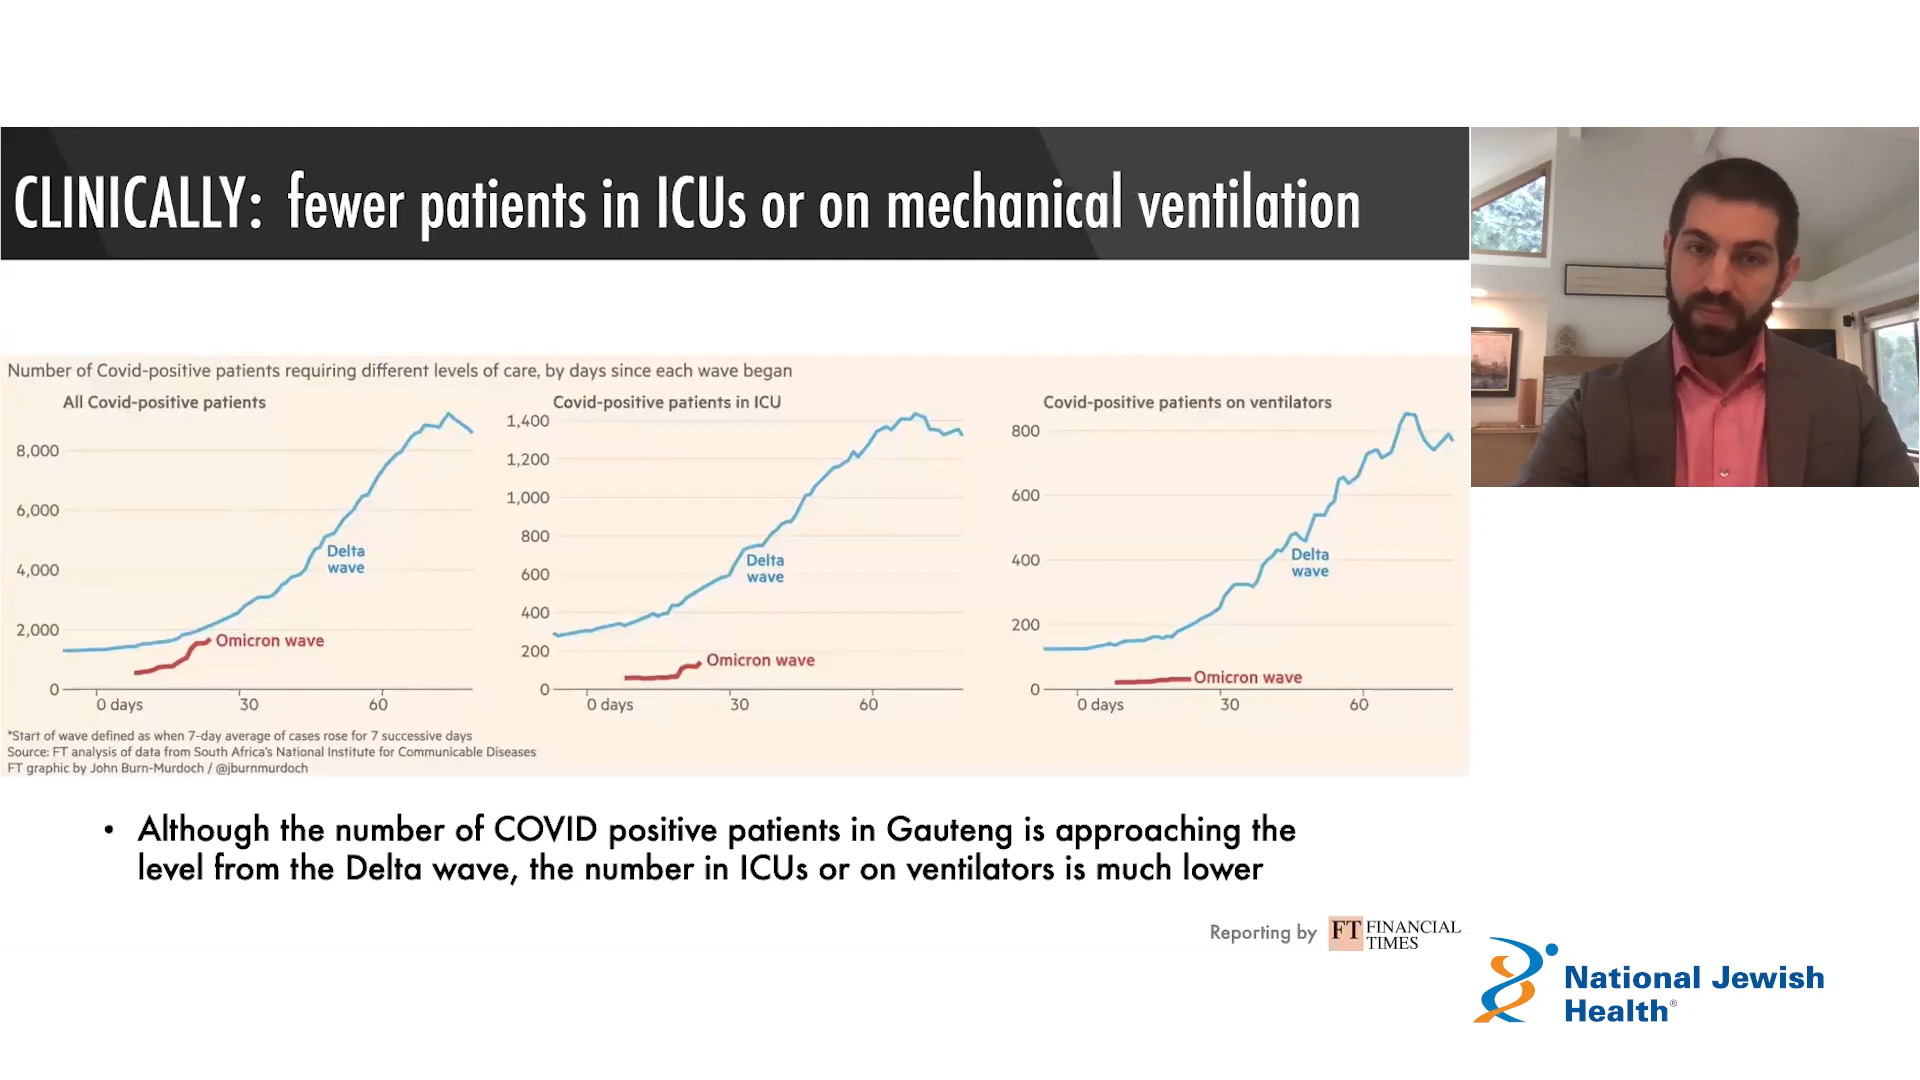 CLINICALLY: fewer patients in ICUs or on mechanical ventilation
Number of Covid-positive patients requiring different levels of care, by days since each wave began
All Covid-positive patients
8,000
6,000
4,000
2,000
0
Delta
wave
Omicron wave
0 days
30
60
Covid-positive patients in ICU
1,400
1,200
1,000
800
600
400
200
0
Delta
wave
Omicron wave
0 days
30
60
Covid-positive patients on ventilators
800
600
400
200
0
Delta
wave
Omicron wave
0 days
30
60
*Start of wave defined as when 7-day average of cases rose for 7 successive days
Source: FT analysis of data from South Africa's National Institute for Communicable Diseases
FT graphic by John Burn-Murdoch / @jburnmurdoch
• Although the number of COVID positive patients in Gauteng is approaching the
level from the Delta wave, the number in ICUs or on ventilators is much lower
Reporting by
FT
FINANCIAL
TIMES
National Jewish
Health®